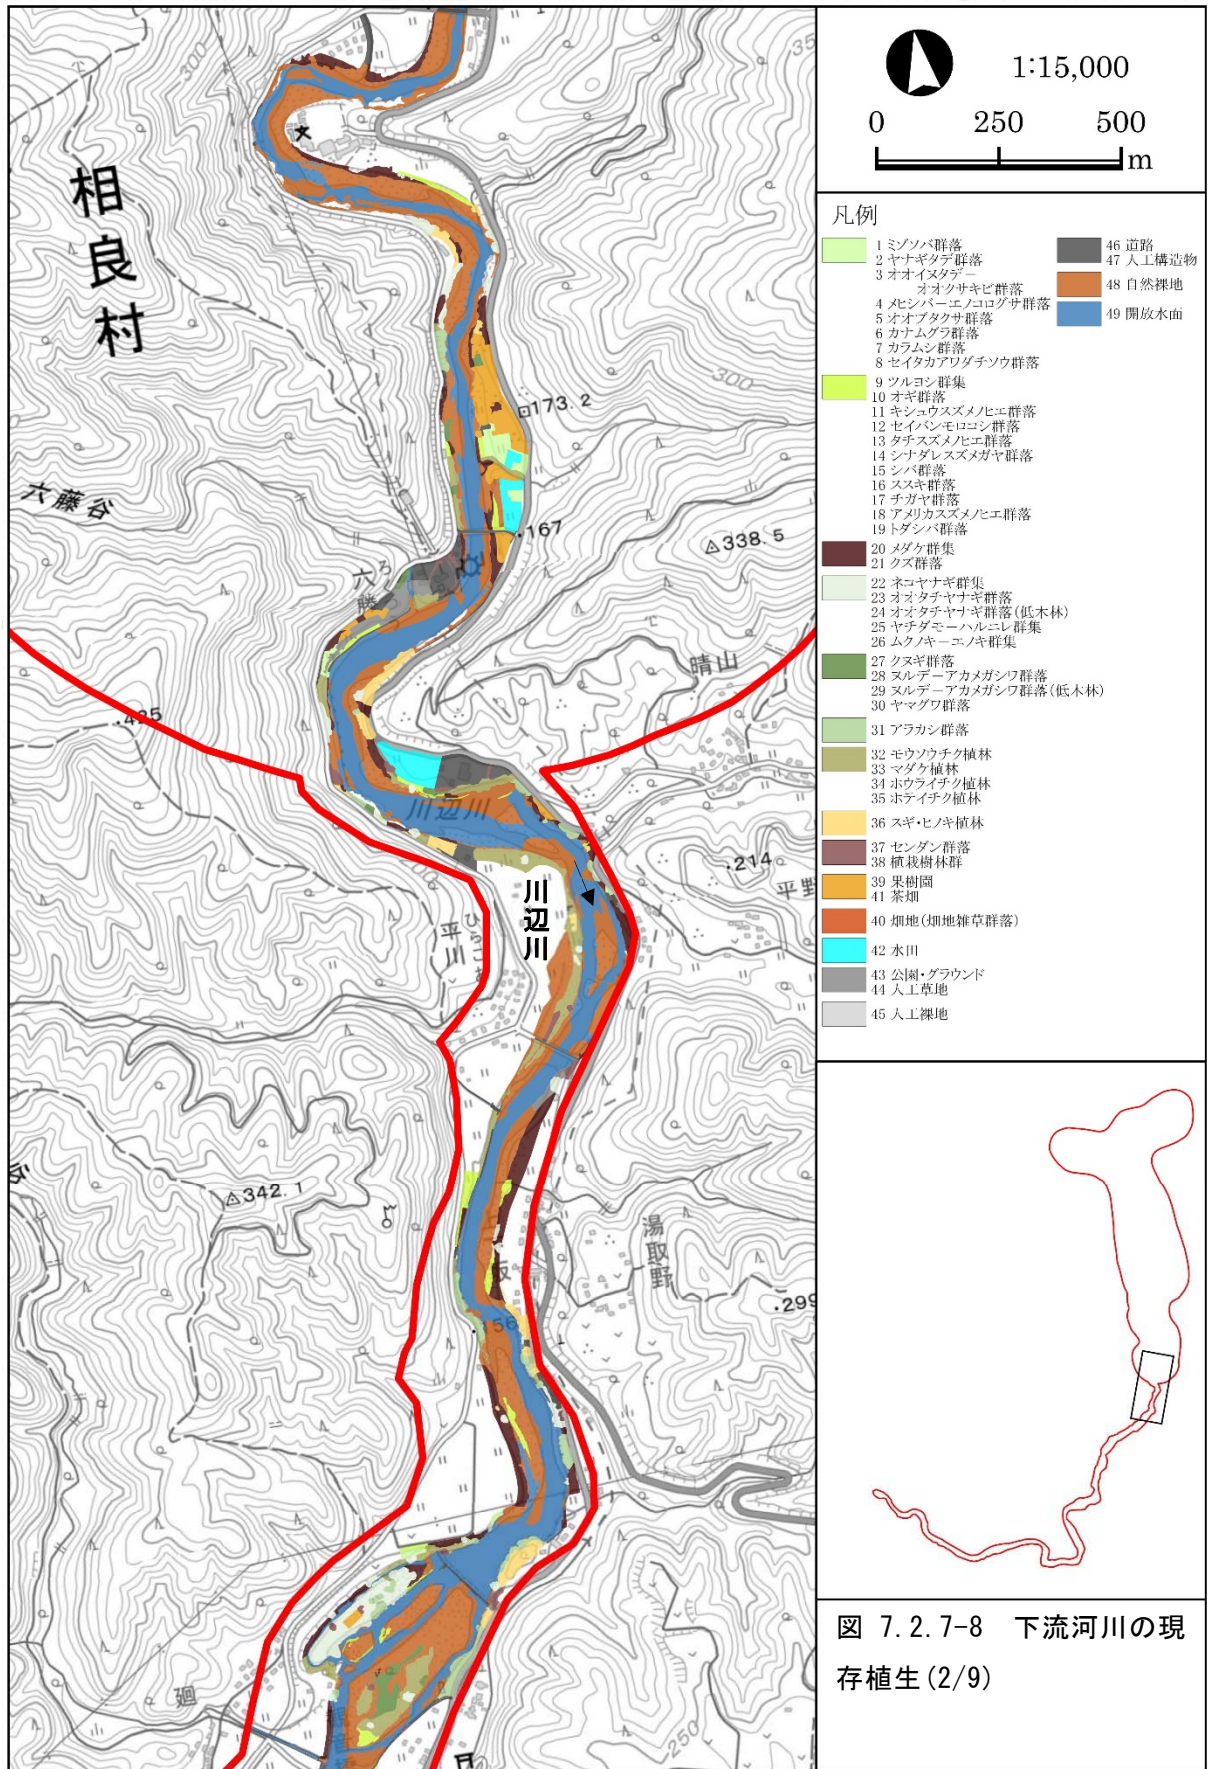 相良村
六藤谷
300
35
300
173.2
167
338.5
六
ろ
藤
425
晴山
川辺川
214
平野
川辺川
平川
342.1
湯取野
299
156
廻
250
1:15,000
0 250 500
m
凡例
1 ミゾソバ群落
2 ヤナギタデ群落
3 オオイヌタデ－
オオクサキビ群落
4 メヒシバ－エノコログサ群落
5 オオブタクサ群落
6 カナムグラ群落
7 カラムシ群落
8 セイタカアワダチソウ群落
9 ツルヨシ群集
10 オギ群落
11 キシュウスズメノヒエ群落
12 セイバンモロコシ群落
13 タチスズメノヒエ群落
14 シナダレスズメガヤ群落
15 シバ群落
16 ススキ群落
17 チガヤ群落
18 アメリカスズメノヒエ群落
19 トダシバ群落
20 メダケ群集
21 クズ群落
22 ネコヤナギ群集
23 オオタチヤナギ群落
24 オオタチヤナギ群落(低木林)
25 ヤチダモ－ハルニレ群集
26 ムクノキ－エノキ群集
27 クヌギ群落
28 ヌルデ－アカメガシワ群落
29 ヌルデ－アカメガシワ群落(低木林)
30 ヤマグワ群落
31 アラカシ群落
32 モウソウチク植林
33 マダケ植林
34 ホウライチク植林
35 ホテイチク植林
36 スギ・ヒノキ植林
37 センダン群落
38 植栽樹林群
39 果樹園
41 茶畑
40 畑地(畑地雑草群落)
42 水田
43 公園・グラウンド
44 人工草地
45 人工裸地
46 道路
47 人工構造物
48 自然裸地
49 開放水面
図 7.2.7-8 下流河川の現
存植生(2/9)